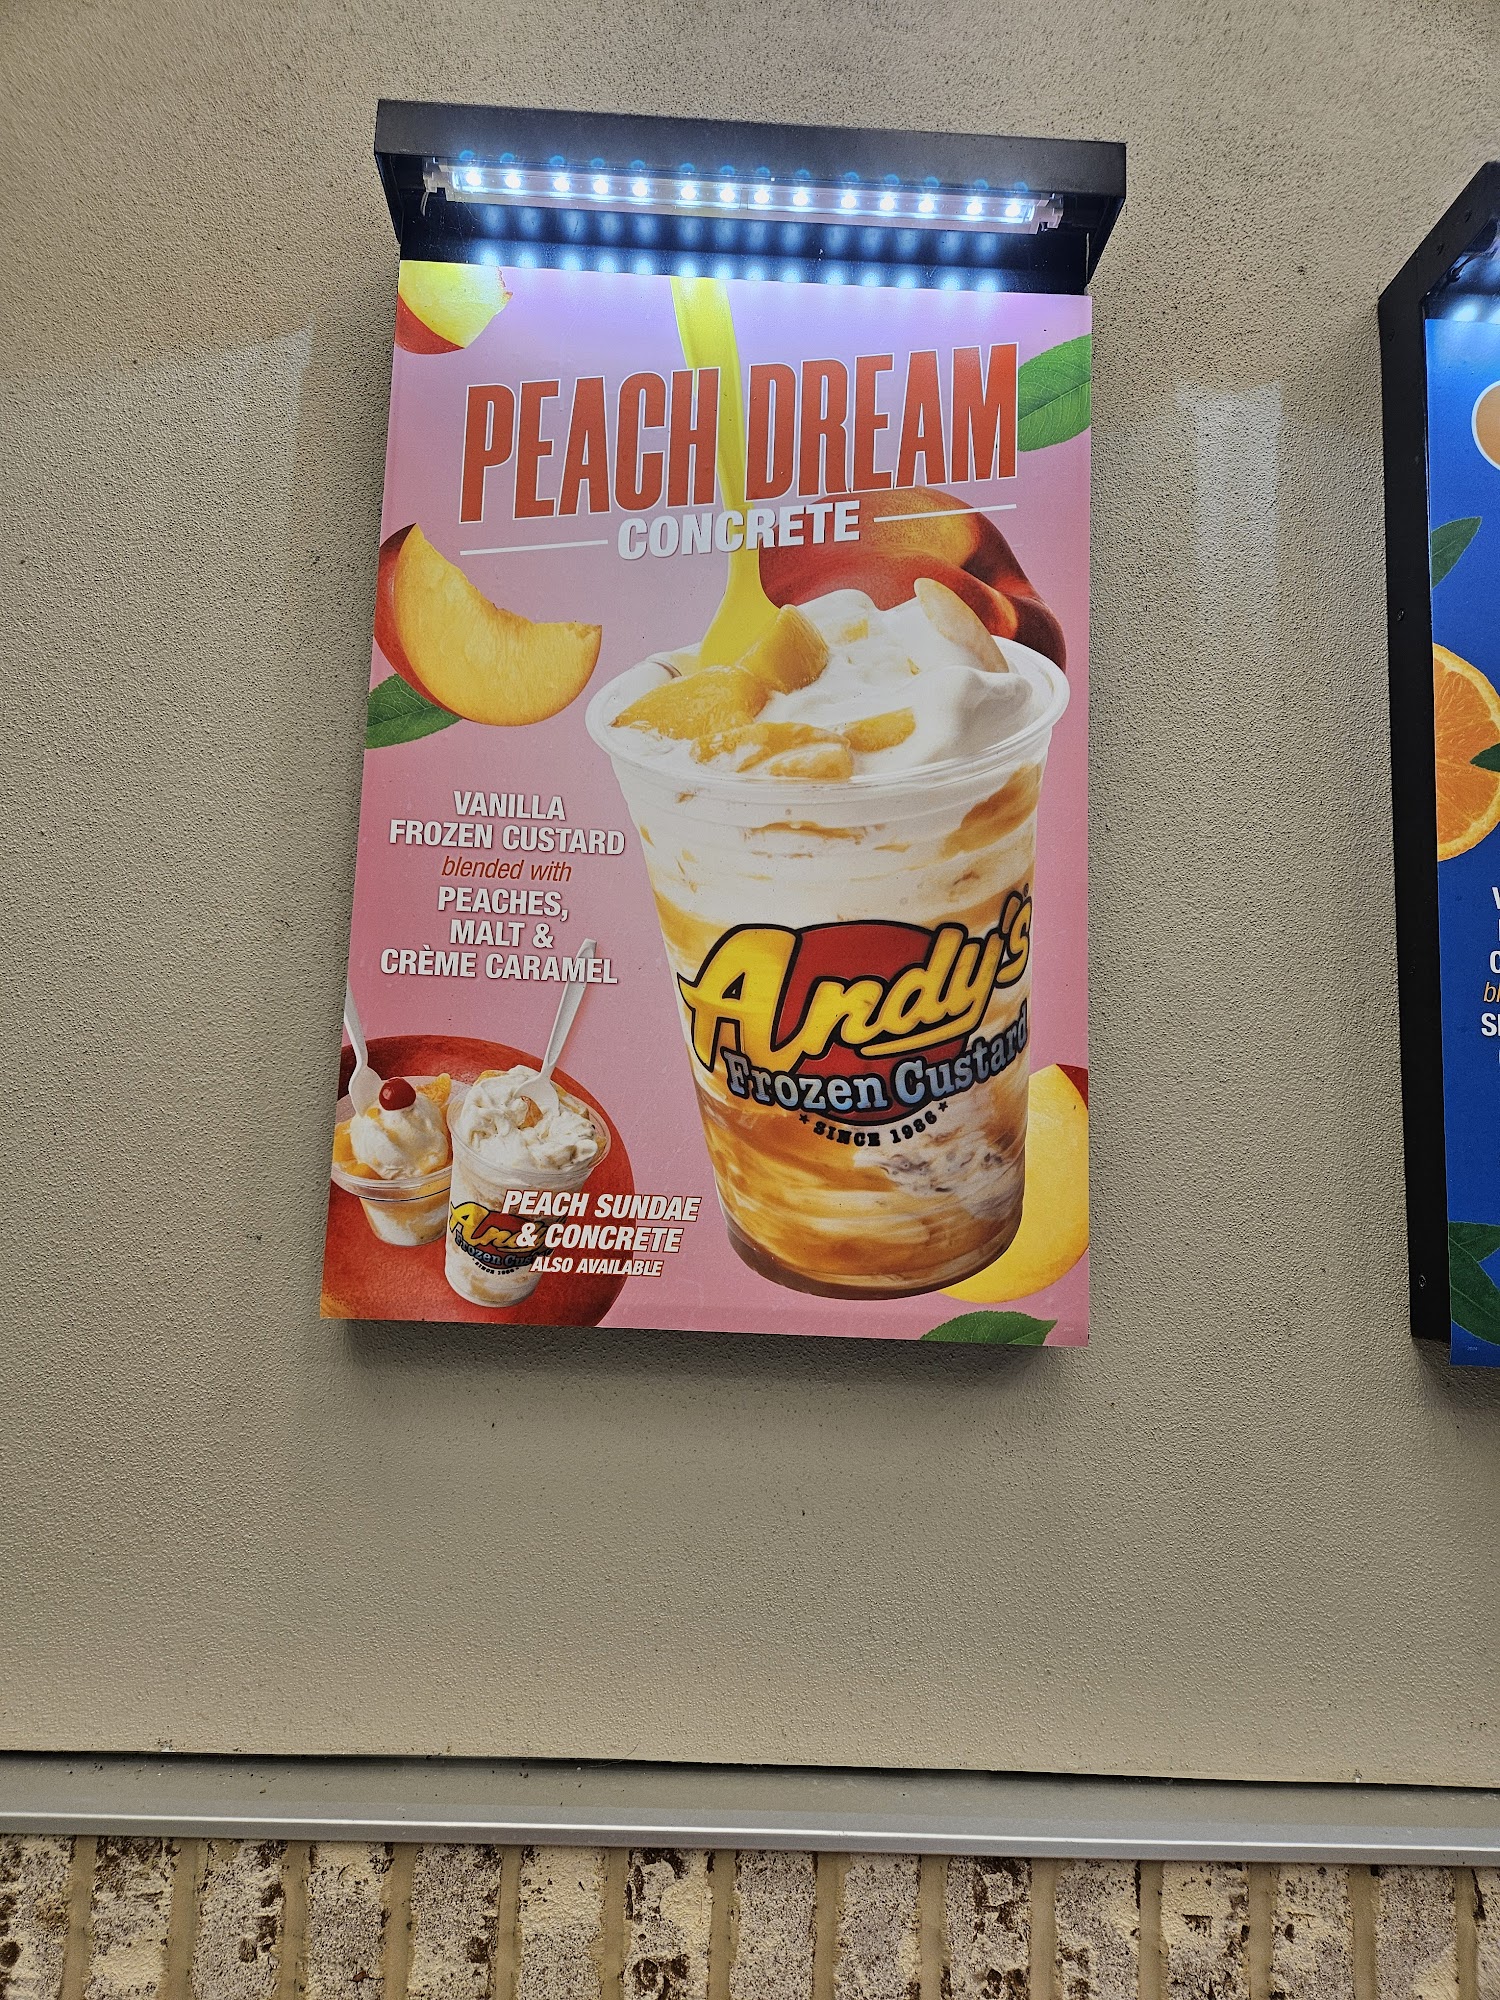 PEACH DREAM
CONCRETE
VANILLA
FROZEN CUSTARD
blended with
PEACHES,
MALT &
CRÈME CARAMEL
Andy's®
Frozen Custard
★ SINCE 1986 ★
PEACH SUNDAE
& CONCRETE
ALSO AVAILABLE